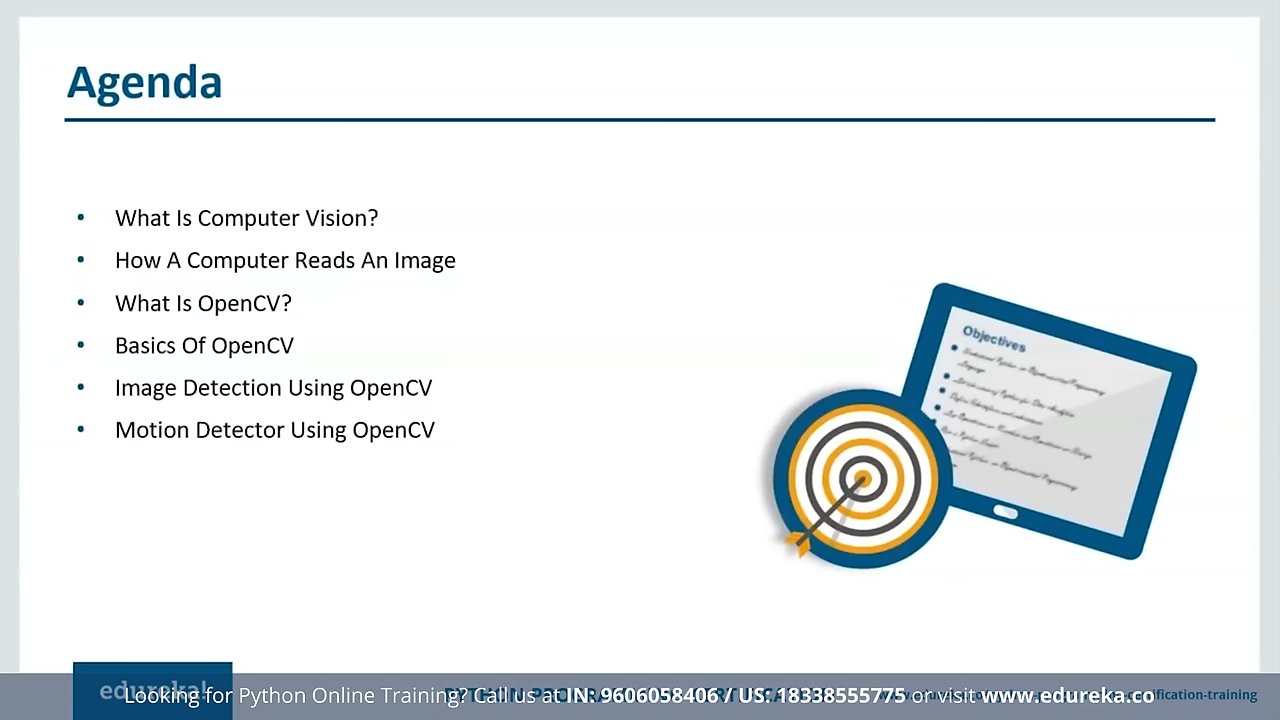 Agenda
• What Is Computer Vision?
• How A Computer Reads An Image
• What Is OpenCV?
• Basics Of OpenCV
• Image Detection Using OpenCV
• Motion Detector Using OpenCV
Objectives
edureka!
Looking for Python Online Training? Call us at IN: 9606058406 / US: 18338555775 or visit www.edureka.co